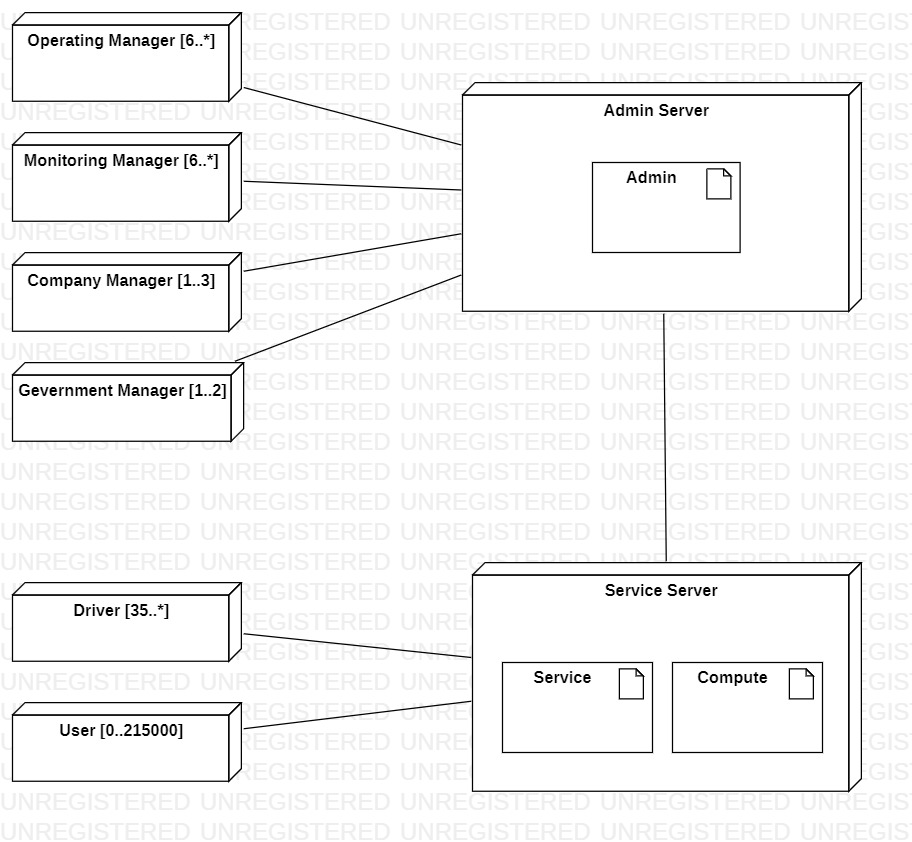 Operating Manager [6..*]
Monitoring Manager [6..*]
Company Manager [1..3]
Gevernment Manager [1..2]
Driver [35..*]
User [0..215000]
Admin Server
Admin
Service Server
Service
Compute
UNREGISTERED